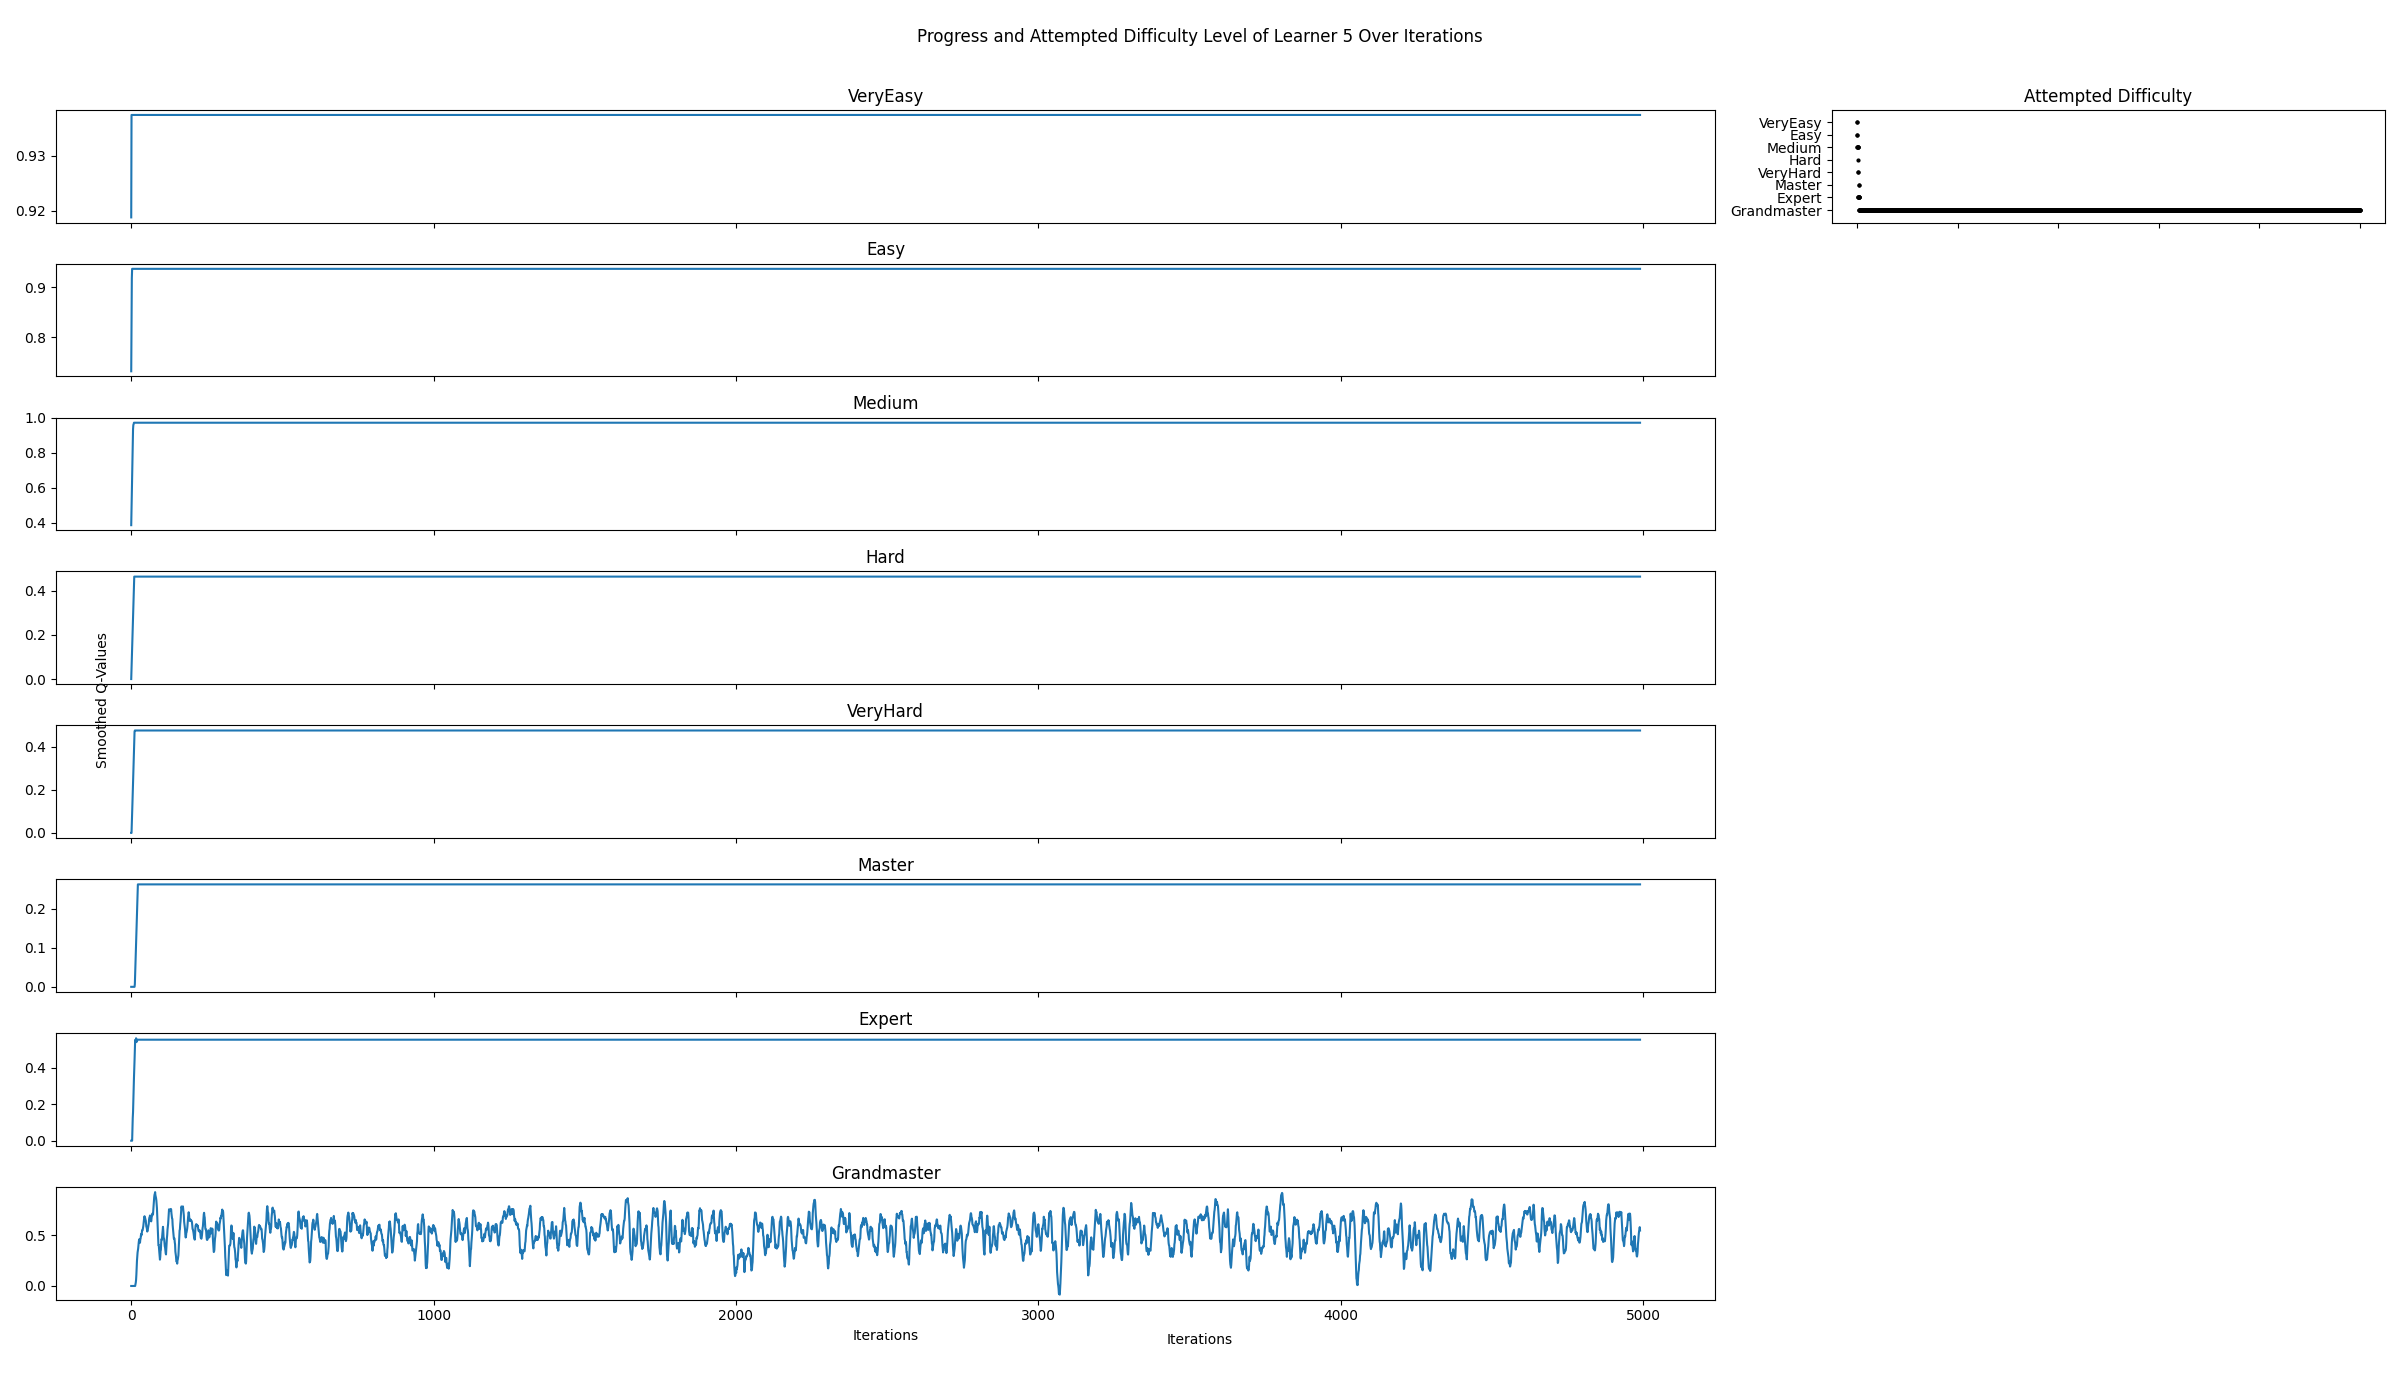 Progress and Attempted Difficulty Level of Learner 5 Over Iterations
VeryEasy
0.93
0.92
Attempted Difficulty
VeryEasy
Easy
Medium
Hard
VeryHard
Master
Expert
Grandmaster
Easy
0.9
0.8
Medium
1.0
0.8
0.6
0.4
Hard
0.4
0.2
0.0
Smoothed Q-Values
VeryHard
0.4
0.2
0.0
Master
0.2
0.1
0.0
Expert
0.4
0.2
0.0
Grandmaster
0.5
0.0
0 1000 2000 3000 4000 5000
Iterations
Iterations